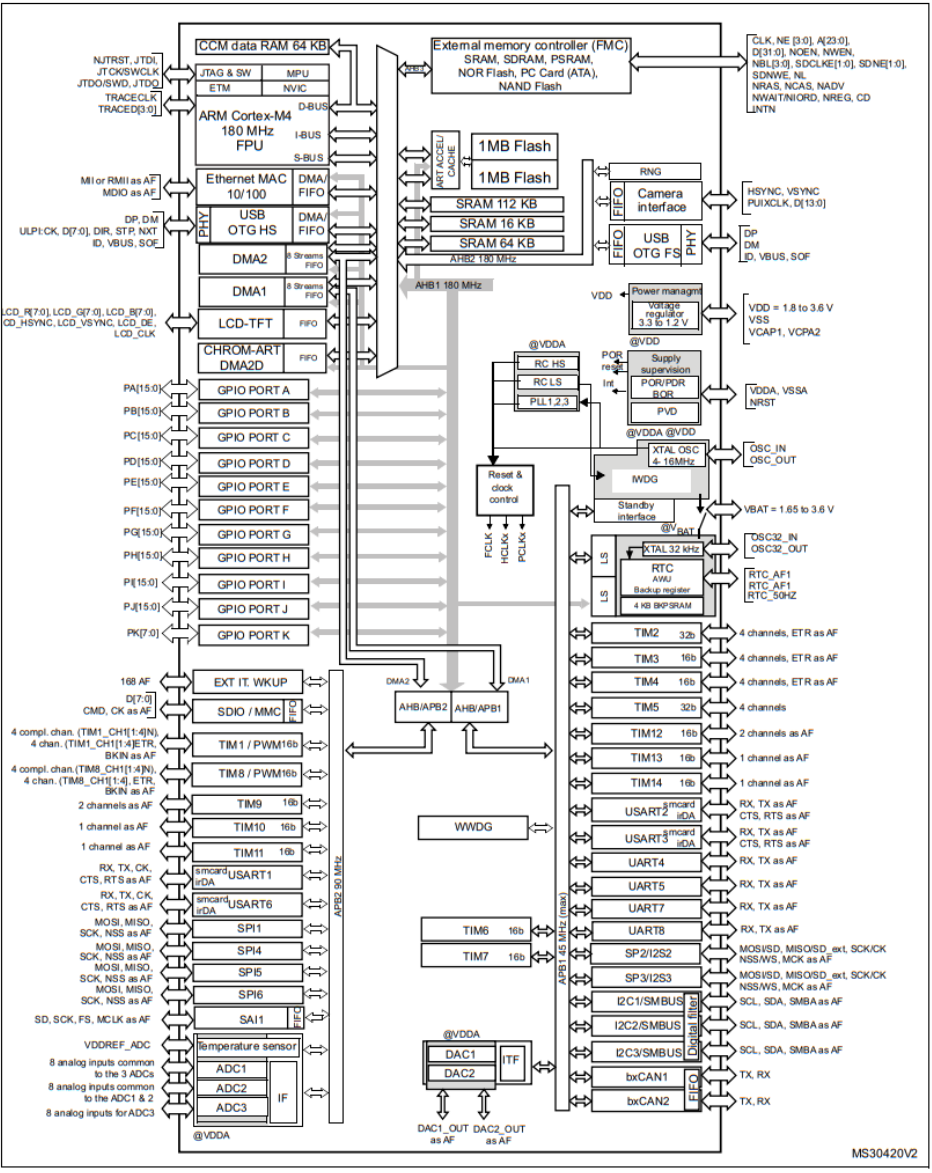 CCM data RAM 64 KB
NJTRST, JTDI,
JTCK/SWCLK
JTDO/SWD, JTDO
TRACECLK
TRACED[3:0]
JTAG & SW
MPU
ETM
NVIC
ARM Cortex-M4
180 MHz
FPU
D-BUS
I-BUS
S-BUS
MII or RMII as AF
MDIO as AF
Ethernet MAC
10/100
DMA/
FIFO
DP, DM
ULPI:CK, D[7:0], DIR, STP, NXT
ID, VBUS, SOF
PHY
USB
OTG HS
DMA/
FIFO
DMA2
8 Streams
FIFO
DMA1
8 Streams
FIFO
LCD_R[7:0], LCD_G[7:0], LCD_B[7:0],
CD_HSYNC, LCD_VSYNC, LCD_DE,
LCD_CLK
LCD-TFT
FIFO
CHROM-ART
DMA2D
FIFO
AHB3
External memory controller (FMC)
SRAM, SDRAM, PSRAM,
NOR Flash, PC Card (ATA),
NAND Flash
CLK, NE [3:0], A[23:0],
D[31:0], NOEN, NWEN,
NBL[3:0], SDCLKE[1:0], SDNE[1:0],
SDNWE, NL
NRAS, NCAS, NADV
NWAIT/NIORD, NREG, CD
INTN
ART ACCEL/
CACHE
1MB Flash
1MB Flash
SRAM 112 KB
SRAM 16 KB
SRAM 64 KB
AHB2 180 MHz
AHB1 180 MHz
RNG
FIFO
Camera
interface
HSYNC, VSYNC
PUIXCLK, D[13:0]
FIFO
USB
OTG FS
PHY
DP
DM
ID, VBUS, SOF
VDD
Power managmt
Voltage
regulator
3.3 to 1.2 V
VDD = 1.8 to 3.6 V
VSS
VCAP1, VCPA2
@VDD
@VDDA
RC HS
RC LS
PLL1,2,3
POR
reset
Int
Supply
supervision
POR/PDR
BOR
PVD
VDDA, VSSA
NRST
@VDDA
@VDD
XTAL OSC
4- 16MHz
OSC_IN
OSC_OUT
IWDG
Reset &
clock
control
FCLK
HCLKx
PCLKx
Standby
interface
VBAT = 1.65 to 3.6 V
@VBAT
LS
LS
XTAL 32 kHz
OSC32_IN
OSC32_OUT
RTC
AWU
Backup register
4 KB BKPSRAM
RTC_AF1
RTC_AF1
RTC_50HZ
PA[15:0]
GPIO PORT A
PB[15:0]
GPIO PORT B
PC[15:0]
GPIO PORT C
PD[15:0]
GPIO PORT D
PE[15:0]
GPIO PORT E
PF[15:0]
GPIO PORT F
PG[15:0]
GPIO PORT G
PH[15:0]
GPIO PORT H
PI[15:0]
GPIO PORT I
PJ[15:0]
GPIO PORT J
PK[7:0]
GPIO PORT K
DMA2
DMA1
AHB/APB2
AHB/APB1
168 AF
EXT IT. WKUP
D[7:0]
CMD, CK as AF
SDIO / MMC
FIFO
4 compl. chan. (TIM1_CH1[1:4]N),
4 chan. (TIM1_CH1[1:4]ETR,
BKIN as AF
TIM1 / PWM
16b
4 compl. chan.(TIM8_CH1[1:4]N),
4 chan. (TIM8_CH1[1:4], ETR,
BKIN as AF
TIM8 / PWM
16b
2 channels as AF
TIM9
16b
1 channel as AF
TIM10
16b
1 channel as AF
TIM11
16b
RX, TX, CK,
CTS, RTS as AF
smcard
irDA
USART1
RX, TX, CK,
CTS, RTS as AF
smcard
irDA
USART6
MOSI, MISO,
SCK, NSS as AF
SPI1
MOSI, MISO,
SCK, NSS as AF
SPI4
MOSI, MISO,
SCK, NSS as AF
SPI5
MOSI, MISO,
SCK, NSS as AF
SPI6
SD, SCK, FS, MCLK as AF
SAI1
FIFO
VDDREF_ADC
Temperature sensor
8 analog inputs common
to the 3 ADCs
ADC1
8 analog inputs common
to the ADC1 & 2
ADC2
8 analog inputs for ADC3
ADC3
IF
@VDDA
APB2 90 MHz
WWDG
TIM6
16b
TIM7
16b
@VDDA
DAC1
DAC2
ITF
DAC1_OUT
as AF
DAC2_OUT
as AF
APB1 45 MHz (max)
TIM2
32b
4 channels, ETR as AF
TIM3
16b
4 channels, ETR as AF
TIM4
16b
4 channels, ETR as AF
TIM5
32b
4 channels
TIM12
16b
2 channels as AF
TIM13
16b
1 channel as AF
TIM14
16b
1 channel as AF
USART2
smcard
irDA
RX, TX as AF
CTS, RTS as AF
USART3
smcard
irDA
RX, TX as AF
CTS, RTS as AF
UART4
RX, TX as AF
UART5
RX, TX as AF
UART7
RX, TX as AF
UART8
RX, TX as AF
SP2/I2S2
MOSI/SD, MISO/SD_ext, SCK/CK
NSS/WS, MCK as AF
SP3/I2S3
MOSI/SD, MISO/SD_ext, SCK/CK
NSS/WS, MCK as AF
I2C1/SMBUS
SCL, SDA, SMBA as AF
I2C2/SMBUS
SCL, SDA, SMBA as AF
I2C3/SMBUS
SCL, SDA, SMBA as AF
Digital filter
bxCAN1
TX, RX
bxCAN2
TX, RX
FIFO
MS30420V2